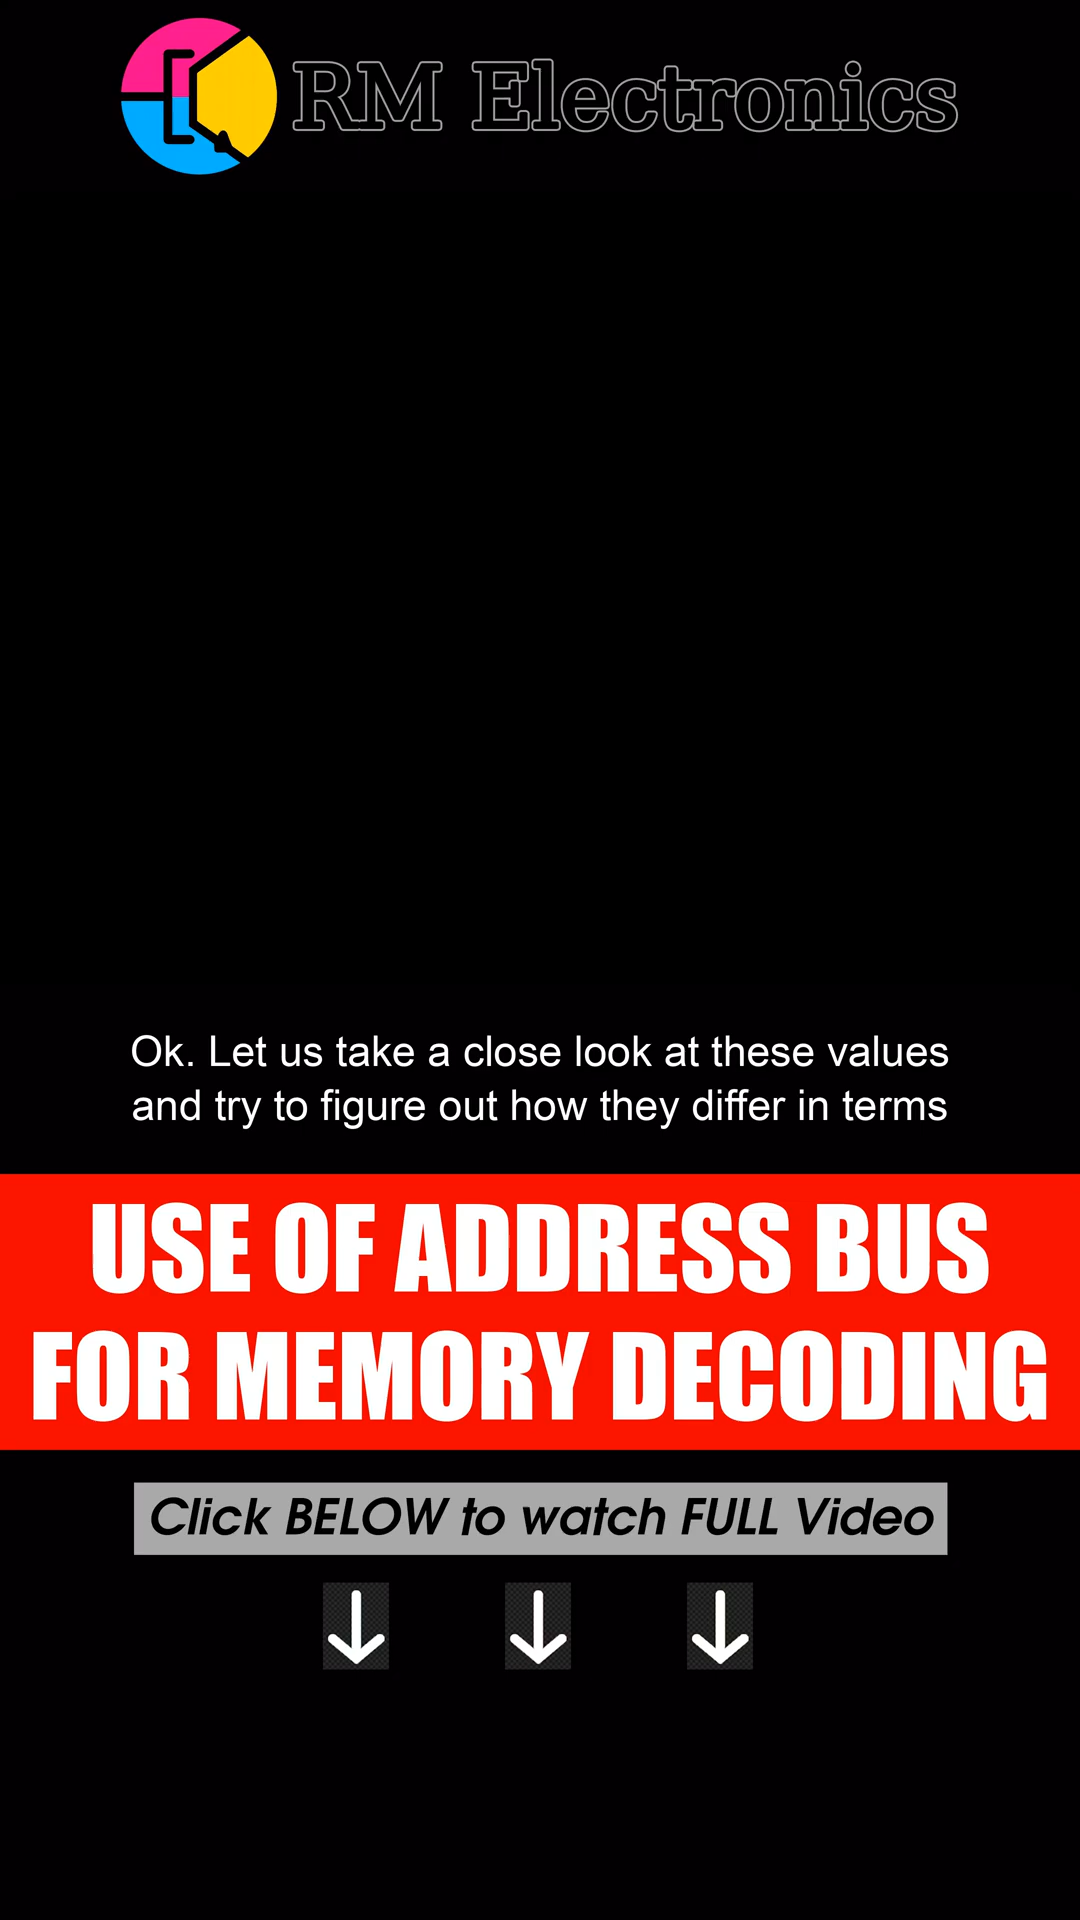 RM Electronics
Ok. Let us take a close look at these values
and try to figure out how they differ in terms
USE OF ADDRESS BUS
FOR MEMORY DECODING
Click BELOW to watch FULL Video